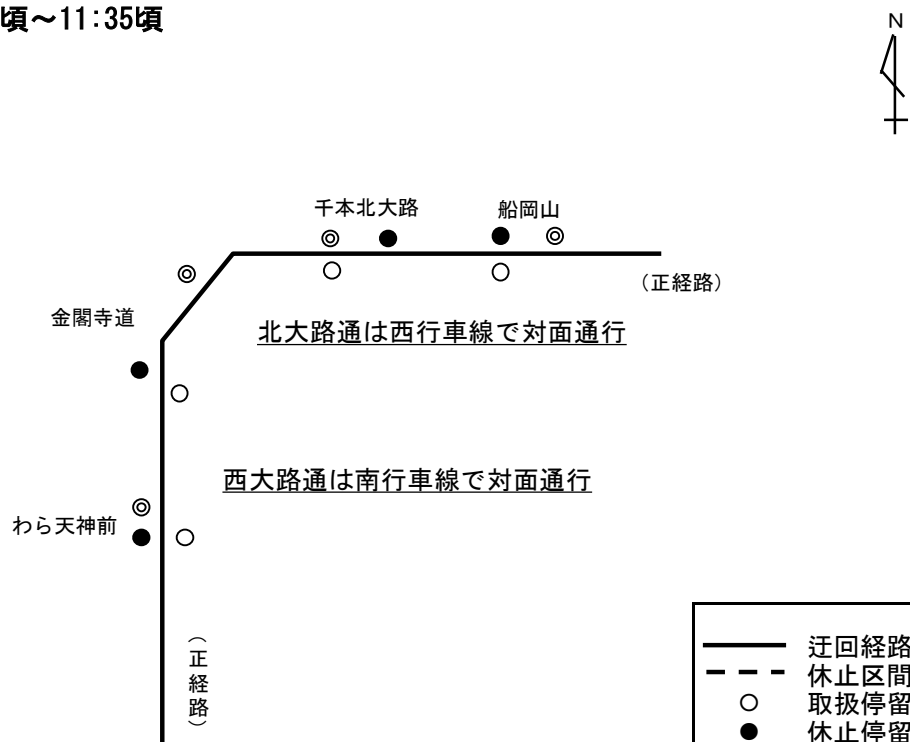 頃～11:35頃
N
千本北大路
船岡山
（正経路）
金閣寺道
北大路通は西行車線で対面通行
西大路通は南行車線で対面通行
わら天神前
（正経路）
迂回経路
休止区間
取扱停留
休止停留